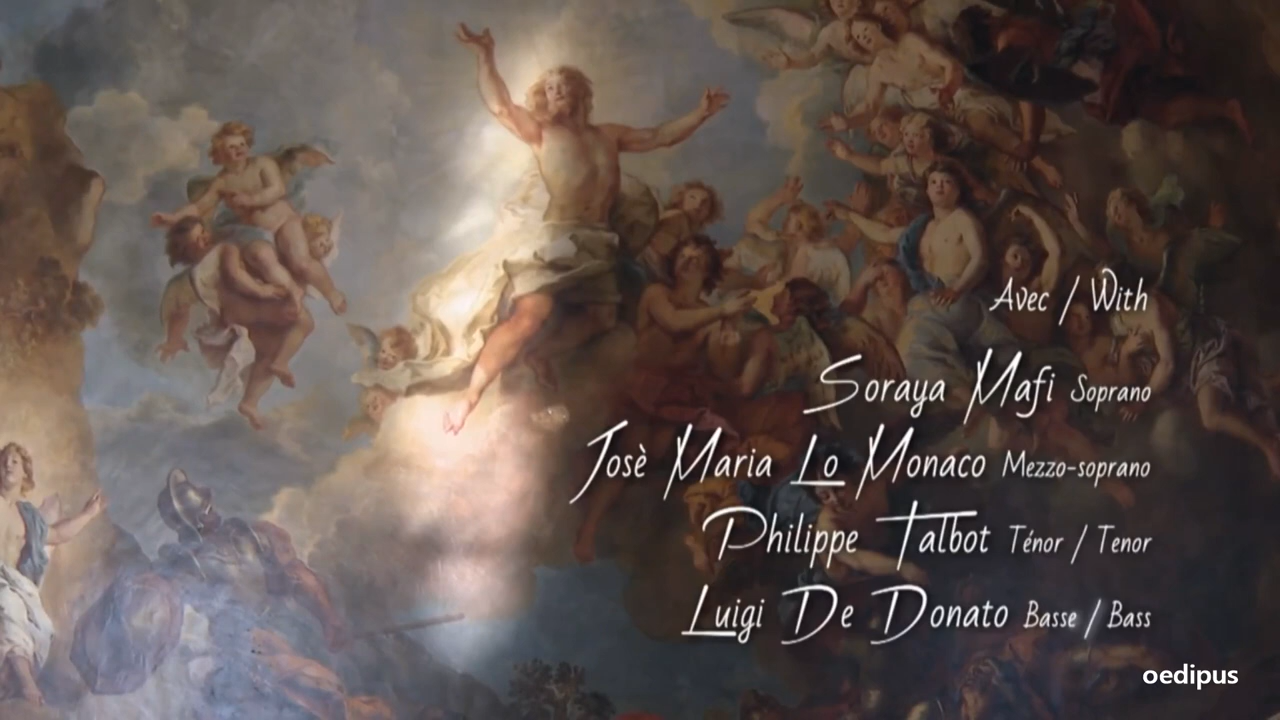 Avec / With
Soraya Mafi Soprano
Josè Maria Lo Monaco Mezzo-soprano
Philippe Talbot Ténor / Tenor
Luigi De Donato Basse / Bass
oedipus